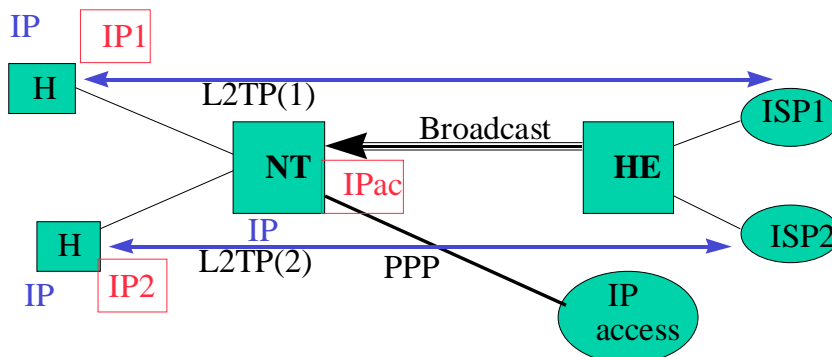 IP
IP1
H
L2TP(1)
ISP1
Broadcast
NT
HE
IPac
H
IP
L2TP(2)
PPP
ISP2
IP
IP2
IP
access